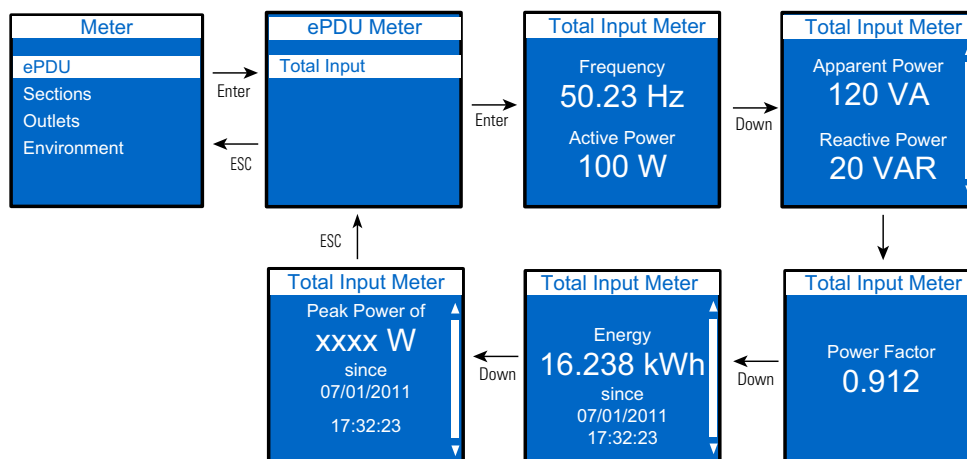 Meter
ePDU
Sections
Outlets
Environment
Enter
ESC
ePDU Meter
Total Input
Enter
Total Input Meter
Frequency
50.23 Hz
Active Power
100 W
Down
Total Input Meter
Apparent Power
120 VA
Reactive Power
20 VAR
Total Input Meter
Power Factor
0.912
Down
Total Input Meter
Energy
16.238 kWh
since
07/01/2011
17:32:23
Down
Total Input Meter
Peak Power of
xxxx W
since
07/01/2011
17:32:23
ESC